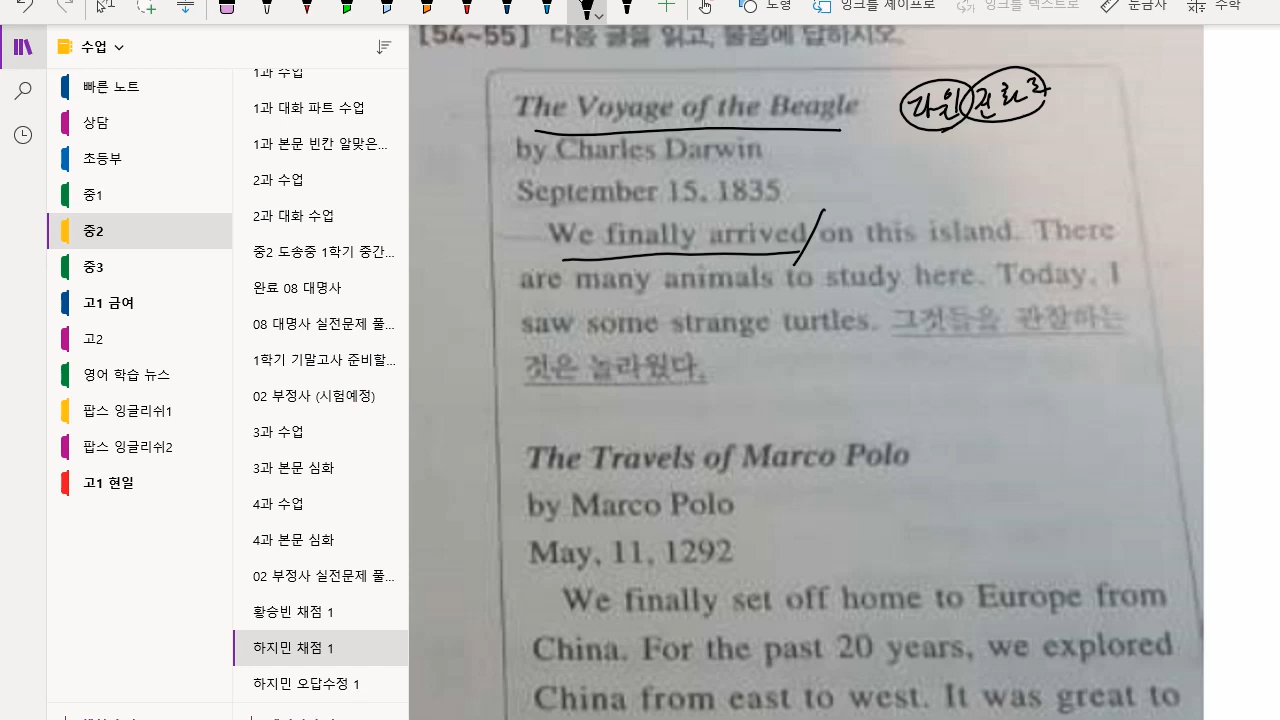 도형
잉크를 셰이프로
잉크를 텍스트로
눈금자
수학
수업
빠른 노트
상담
초등부
중1
중2
중3
고1 금여
고2
영어 학습 뉴스
팝스 잉글리쉬1
팝스 잉글리쉬2
고1 현일
1과 수업
1과 대화 파트 수업
1과 본문 빈칸 알맞은...
2과 수업
2과 대화 수업
중2 도송중 1학기 중간...
완료 08 대명사
08 대명사 실전문제 풀...
1학기 기말고사 준비할...
02 부정사 (시험예정)
3과 수업
3과 본문 심화
4과 수업
4과 본문 심화
02 부정사 실전문제 풀...
황승빈 채점 1
하지민 채점 1
하지민 오답수정 1
[54~55] 다음 글을 읽고, 물음에 답하시오.
The Voyage of the Beagle 다윈
by Charles Darwin
September 15, 1835
We finally arrived on this island. There
are many animals to study here. Today, I
saw some strange turtles. 그것들을 관찰하는
것은 놀라웠다.
The Travels of Marco Polo
by Marco Polo
May, 11, 1292
We finally set off home to Europe from
China. For the past 20 years, we explored
China from east to west. It was great to